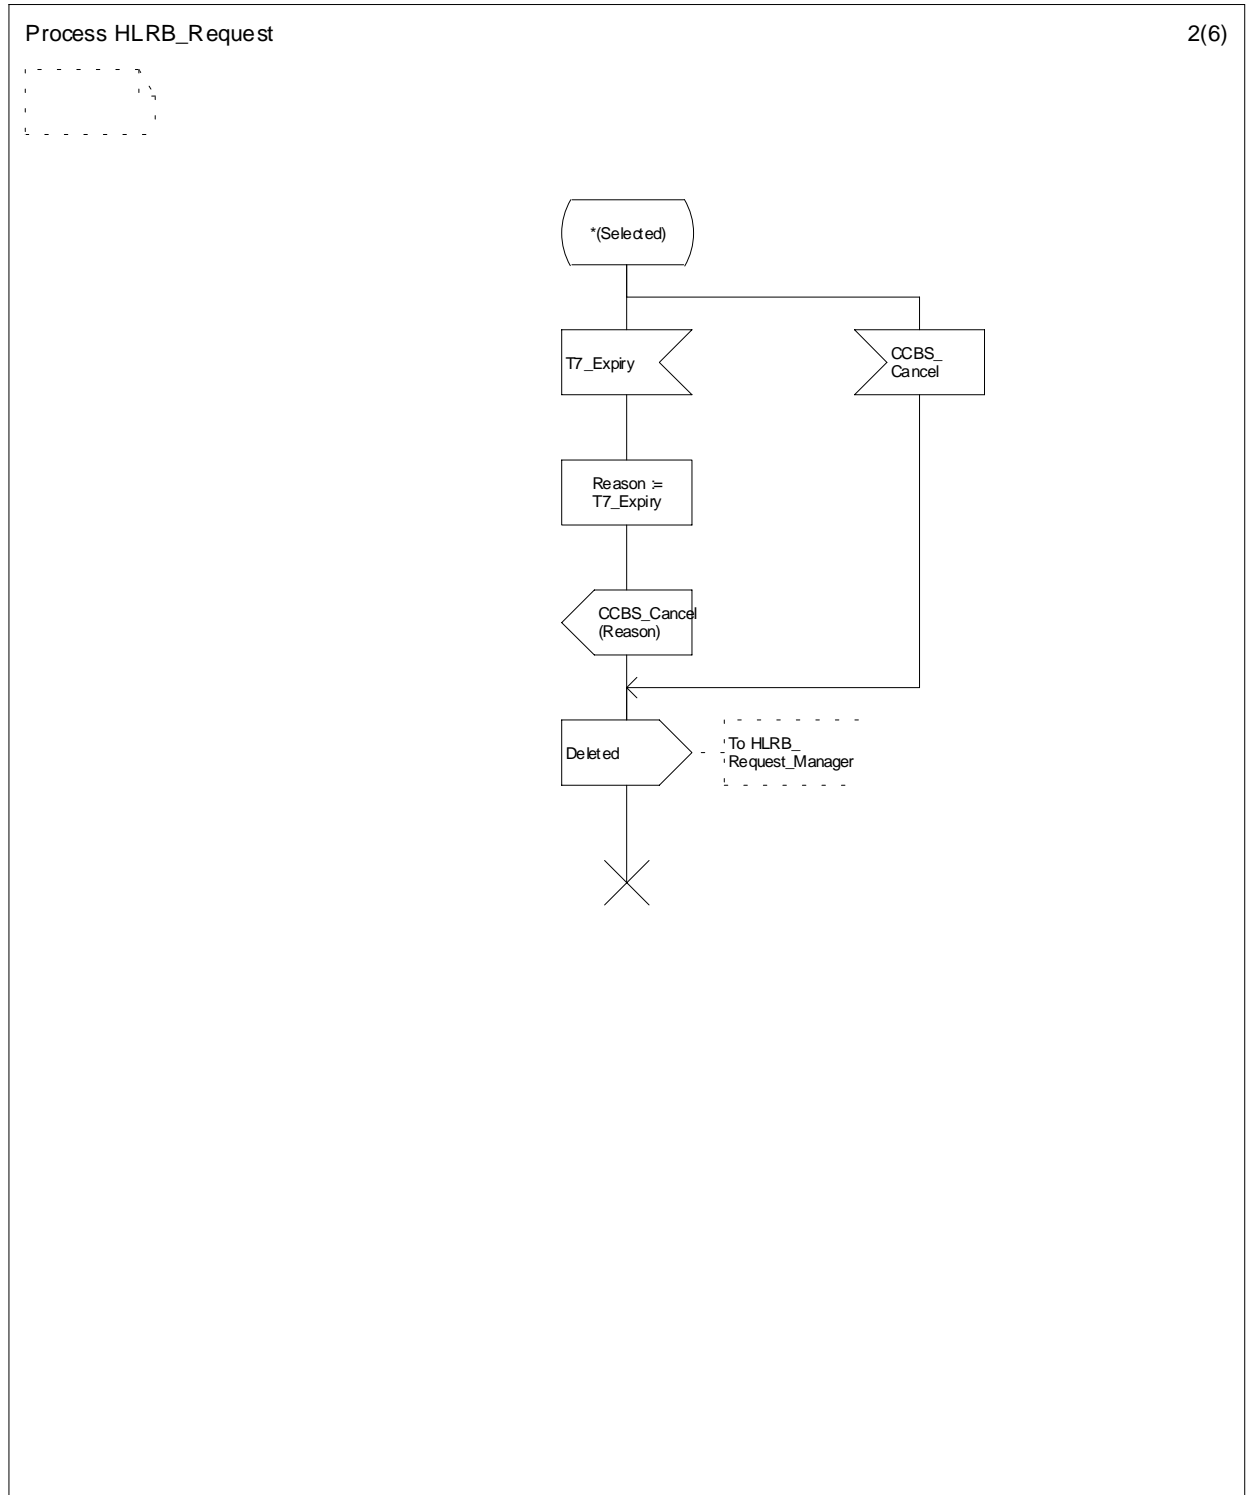 Process HLRB_Request
2(6)
*(Selected)
T7_Expiry
CCBS_
Cancel
Reason :=
T7_Expiry
CCBS_Cancel
(Reason)
Deleted
To HLRB_
Request_Manager